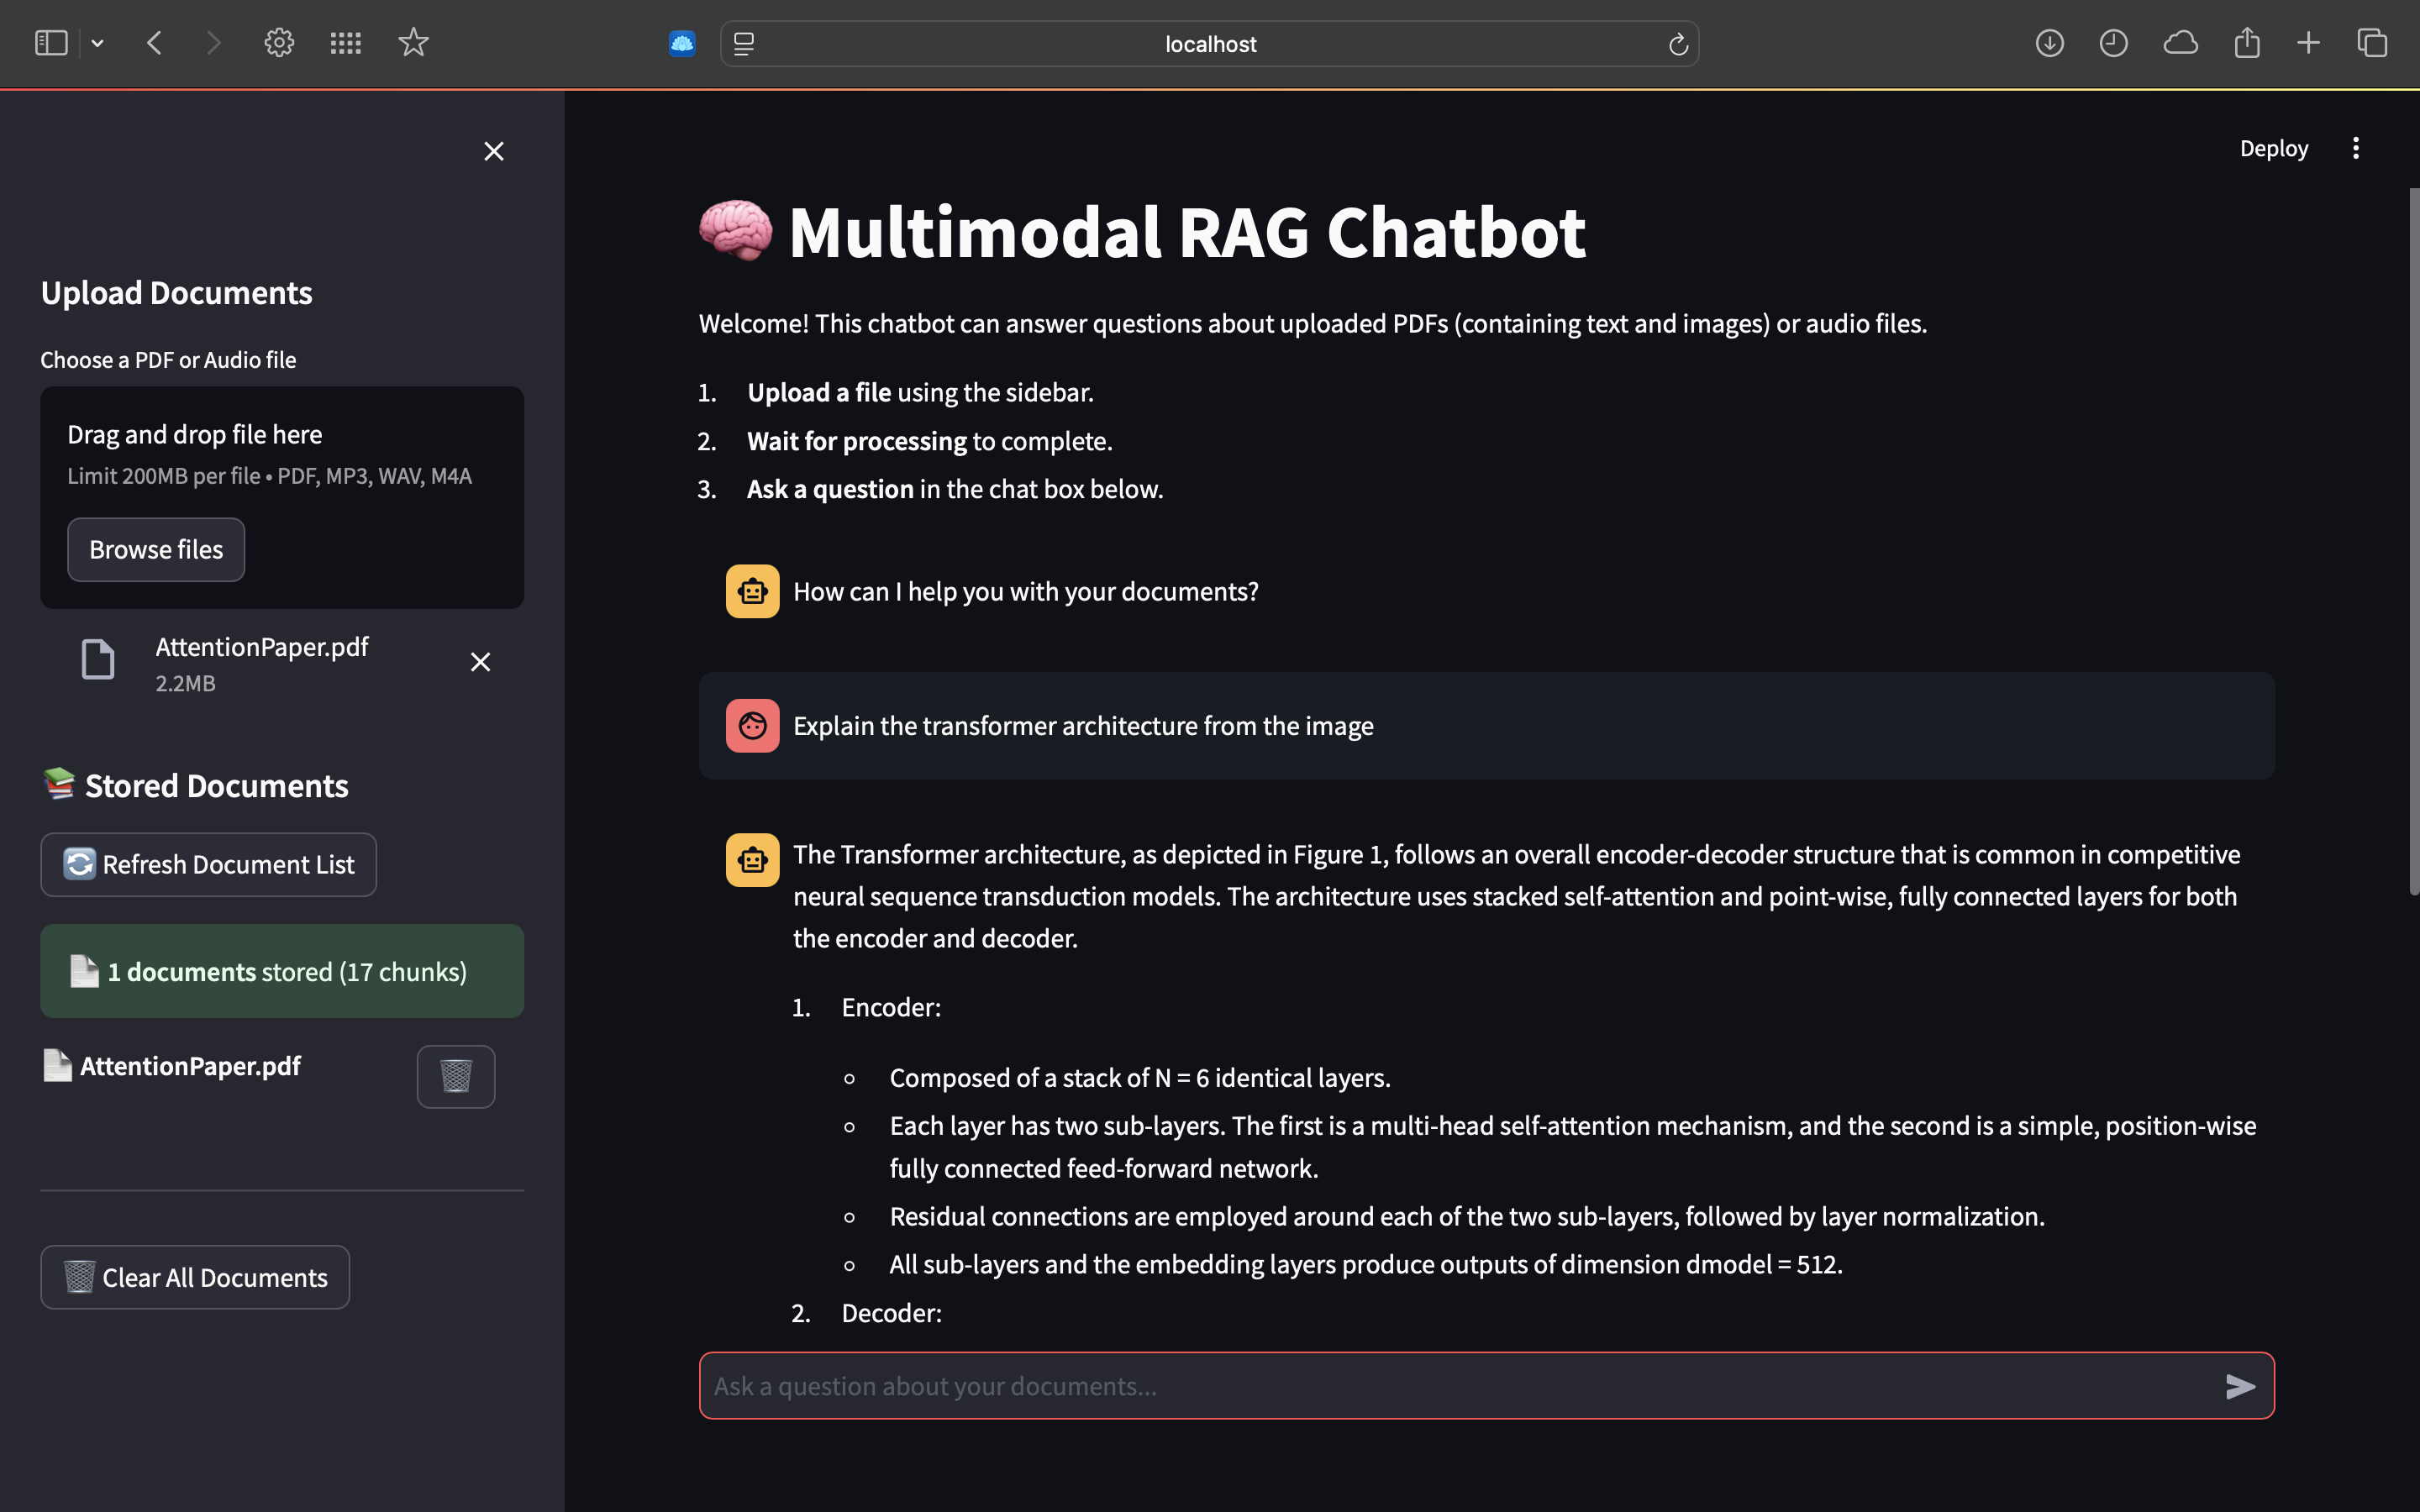 localhost
Upload Documents
Choose a PDF or Audio file
Drag and drop file here
Limit 200MB per file • PDF, MP3, WAV, M4A
Browse files
AttentionPaper.pdf
2.2MB
Stored Documents
Refresh Document List
1 documents stored (17 chunks)
AttentionPaper.pdf
Clear All Documents
Deploy
Multimodal RAG Chatbot
Welcome! This chatbot can answer questions about uploaded PDFs (containing text and images) or audio files.
1. Upload a file using the sidebar.
2. Wait for processing to complete.
3. Ask a question in the chat box below.
How can I help you with your documents?
Explain the transformer architecture from the image
The Transformer architecture, as depicted in Figure 1, follows an overall encoder-decoder structure that is common in competitive
neural sequence transduction models. The architecture uses stacked self-attention and point-wise, fully connected layers for both
the encoder and decoder.
1. Encoder:
Composed of a stack of N = 6 identical layers.
Each layer has two sub-layers. The first is a multi-head self-attention mechanism, and the second is a simple, position-wise
fully connected feed-forward network.
Residual connections are employed around each of the two sub-layers, followed by layer normalization.
All sub-layers and the embedding layers produce outputs of dimension dmodel = 512.
2. Decoder:
Ask a question about your documents...